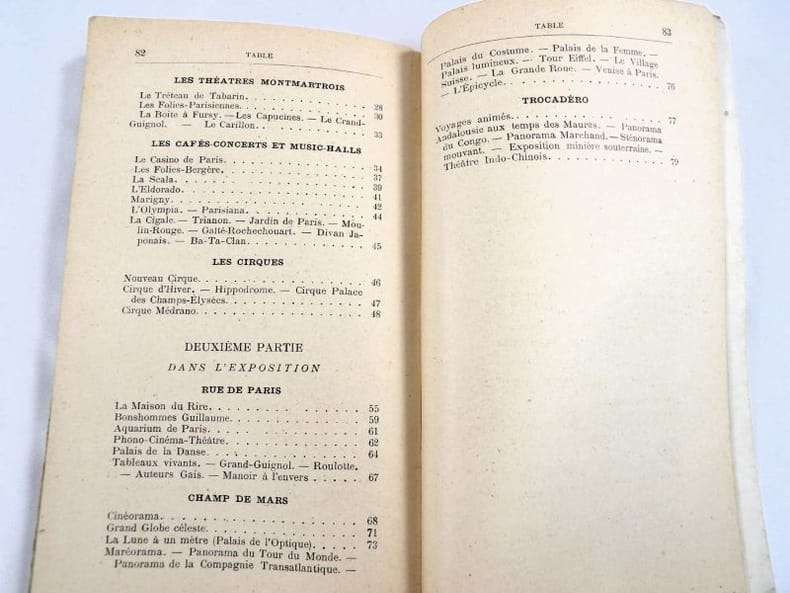 82
TABLE
LES THÉATRES MONTMARTROIS
Le Tréteau de Tabarin. . . . . . . . . . . . 28
Les Folies-Parisiennes. . . . . . . . . . . . 30
La Boite à Fursy. — Les Capucines. — Le Grand-
Guignol. — Le Carillon. . . . . . . . . . . . 33
LES CAFÉS-CONCERTS ET MUSIC-HALLS
Le Casino de Paris. . . . . . . . . . . . 34
Les Folies-Bergère. . . . . . . . . . . . 37
La Scala. . . . . . . . . . . . 39
L'Eldorado. . . . . . . . . . . . 41
Marigny. . . . . . . . . . . . 42
L'Olympia. — Parisiana. . . . . . . . . . . . 44
La Cigale. — Trianon. — Jardin de Paris. — Mou-
lin-Rouge. — Gaîté-Rochechouart. — Divan Ja-
ponais. — Ba-Ta-Clan. . . . . . . . . . . . 45
LES CIRQUES
Nouveau Cirque. . . . . . . . . . . . 46
Cirque d'Hiver. — Hippodrome. — Cirque Palace
des Champs-Élysées. . . . . . . . . . . . 47
Cirque Médrano. . . . . . . . . . . . 48
DEUXIÈME PARTIE
DANS L'EXPOSITION
RUE DE PARIS
La Maison du Rire. . . . . . . . . . . . 55
Bonshommes Guillaume. . . . . . . . . . . . 59
Aquarium de Paris. . . . . . . . . . . . 61
Phono-Cinéma-Théâtre. . . . . . . . . . . . 62
Palais de la Danse. . . . . . . . . . . . 64
Tableaux vivants. — Grand-Guignol. — Roulotte.
— Auteurs Gais. — Manoir à l'envers . . . . . 67
CHAMP DE MARS
Cinéorama. . . . . . . . . . . . 68
Grand Globe céleste. . . . . . . . . . . . 71
La Lune à un mètre (Palais de l'Optique). . . . . 73
Maréorama. — Panorama du Tour du Monde. —
Panorama de la Compagnie Transatlantique. —
TABLE
83
Palais du Costume. — Palais de la Femme. —
Palais lumineux. — Tour Eiffel. — Le Village
Suisse. — La Grande Roue. — Venise à Paris.
— L'Épicycle. . . . . . . . . . . . 76
TROCADÉRO
Voyages animés. . . . . . . . . . . . 77
Andalousie aux temps des Maures. — Panorama
du Congo. — Panorama Marchand. — Sténorama
mouvant. — Exposition minière souterraine. —
Théâtre Indo-Chinois. . . . . . . . . . . . 79